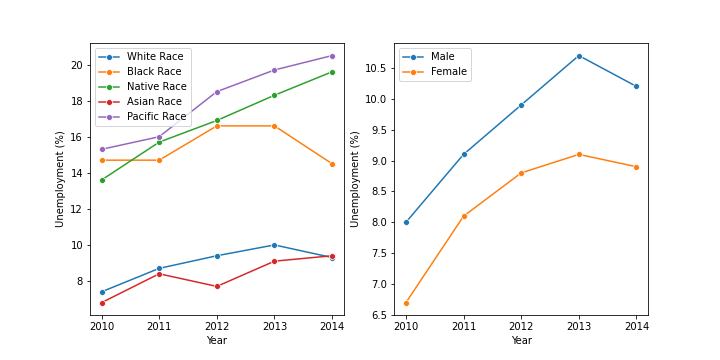 White Race
Black Race
Native Race
Asian Race
Pacific Race
20
18
16
14
12
10
8
Unemployment (%)
2010 2011 2012 2013 2014
Year
Male
Female
10.5
10.0
9.5
9.0
8.5
8.0
7.5
7.0
6.5
Unemployment (%)
2010 2011 2012 2013 2014
Year